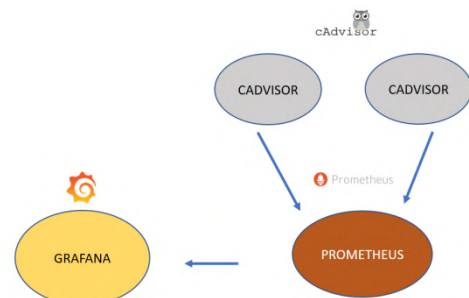 cAdvisor
CADVISOR
CADVISOR
Prometheus
GRAFANA
PROMETHEUS